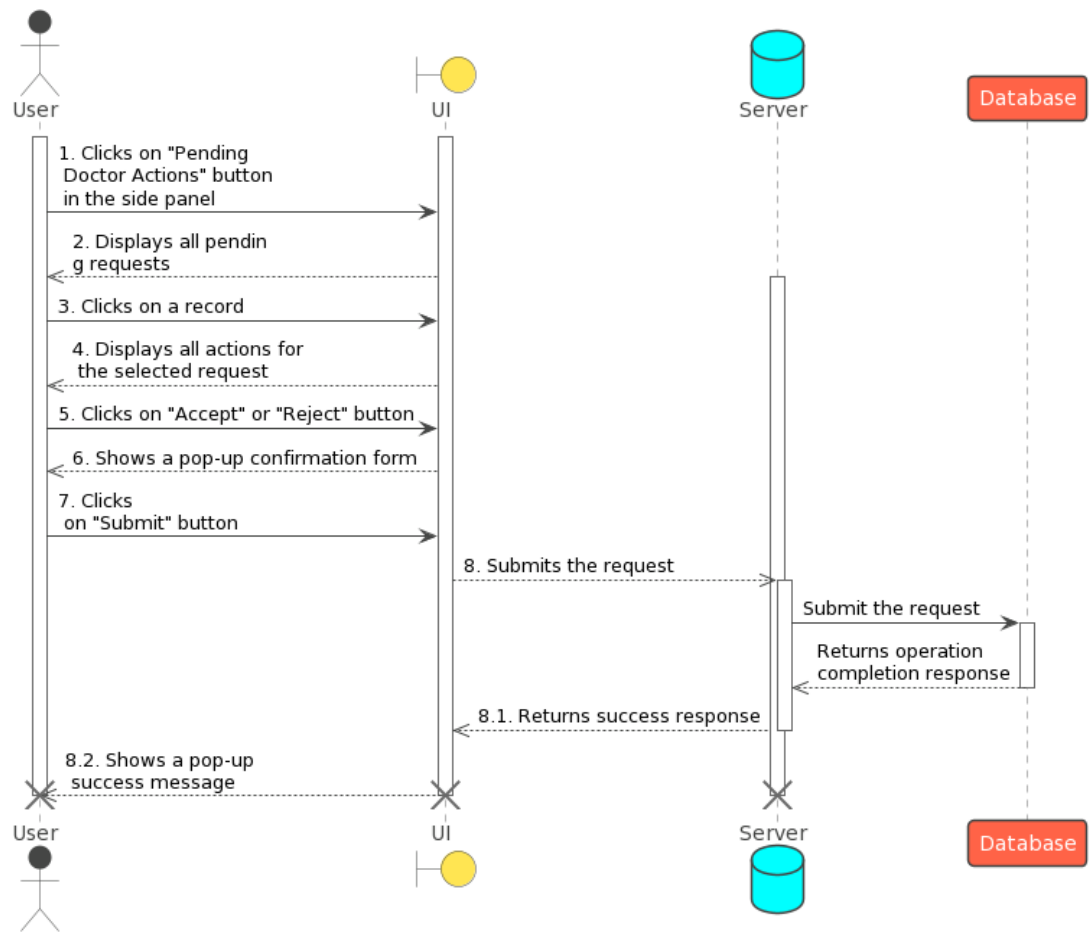 User
UI
Server
Database
1. Clicks on "Pending
Doctor Actions" button
in the side panel
2. Displays all pendin
g requests
3. Clicks on a record
4. Displays all actions for
the selected request
5. Clicks on "Accept" or "Reject" button
6. Shows a pop-up confirmation form
7. Clicks
on "Submit" button
8. Submits the request
Submit the request
Returns operation
completion response
8.1. Returns success response
8.2. Shows a pop-up
success message
User
UI
Server
Database